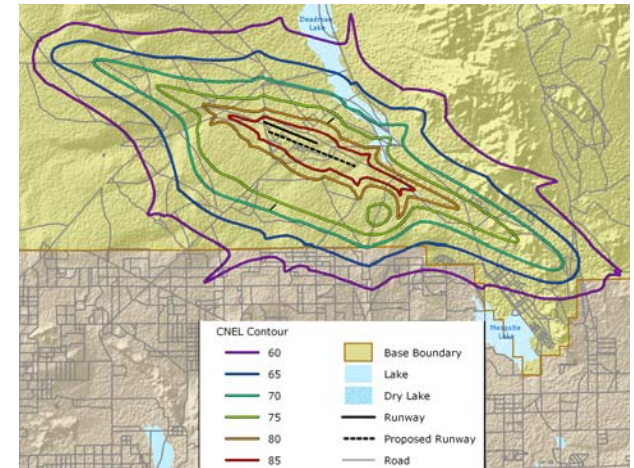 Deadman
Lake
Mesquite
Lake
CNEL Contour
60
65
70
75
80
85
Base Boundary
Lake
Dry Lake
Runway
Proposed Runway
Road